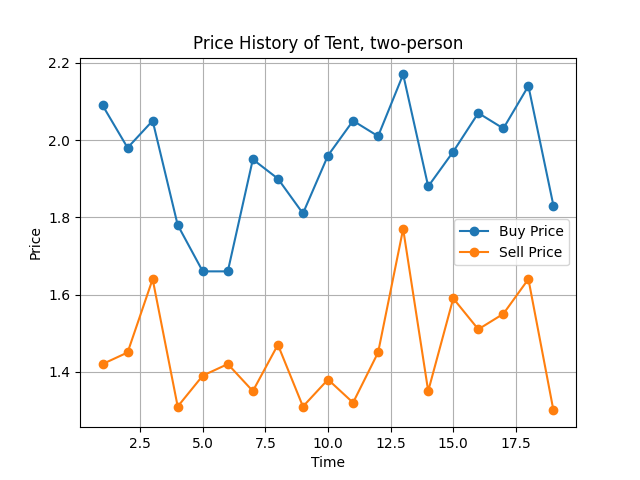 Price History of Tent, two-person
2.2
2.0
1.8
1.6
1.4
Price
Buy Price
Sell Price
2.5 5.0 7.5 10.0 12.5 15.0 17.5
Time